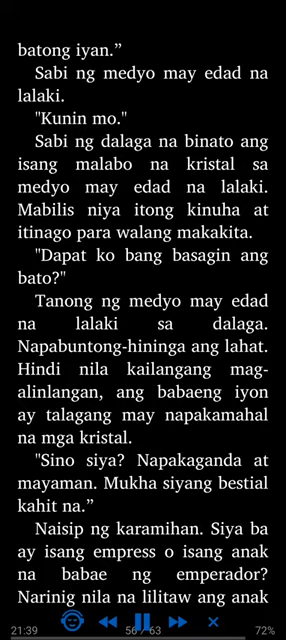 batong iyan.”
Sabi ng medyo may edad na
lalaki.
"Kunin mo."
Sabi ng dalaga na binato ang
isang malabo na kristal sa
medyo may edad na lalaki.
Mabilis niya itong kinuha at
itinago para walang makakita.
"Dapat ko bang basagin ang
bato?"
Tanong ng medyo may edad
na lalaki sa dalaga.
Napabuntong-hininga ang lahat.
Hindi nila kailangang mag-
alinlangan, ang babaeng iyon
ay talagang may napakamahal
na mga kristal.
"Sino siya? Napakaganda at
mayaman. Mukha siyang bestial
kahit na.”
Naisip ng karamihan. Siya ba
ay isang empress o isang anak
na babae ng emperador?
Narinig nila na lilitaw ang anak
21:39 56 / 63 72%